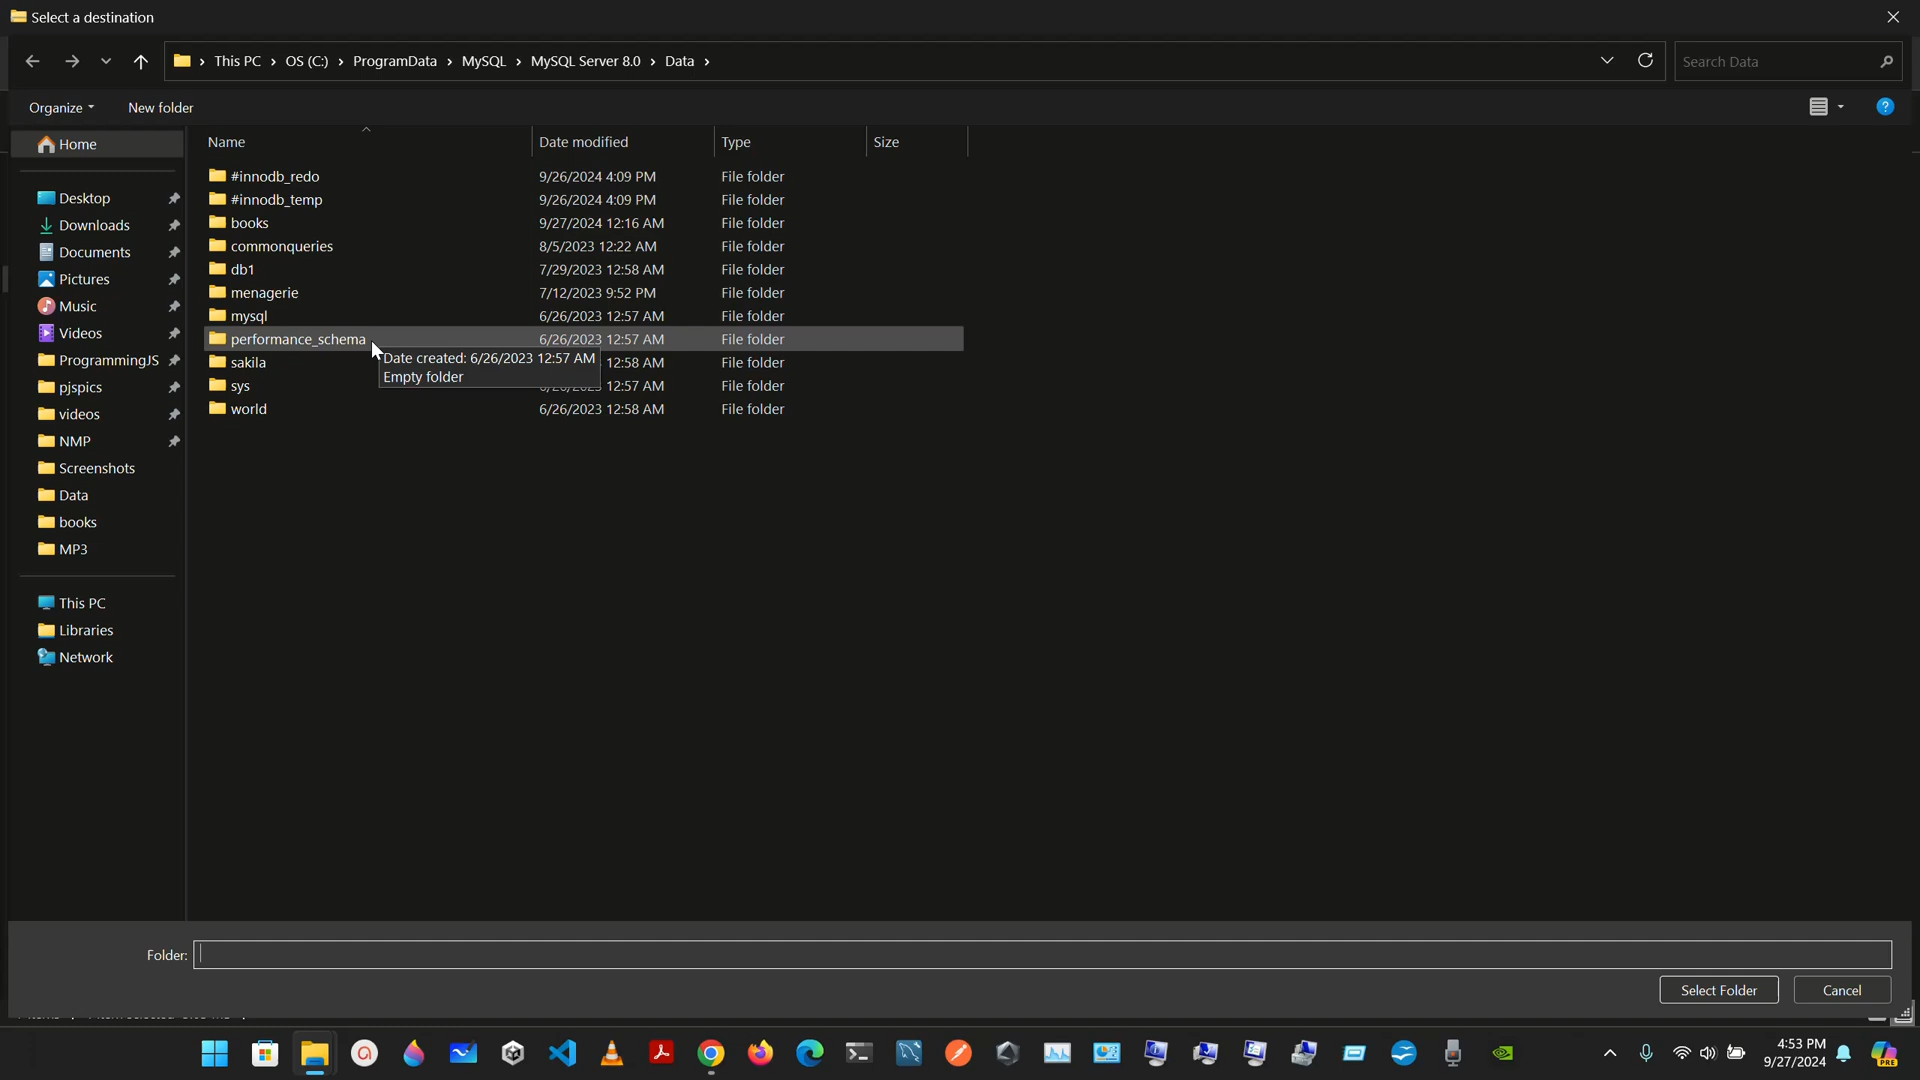 Select a destination
This PC > OS (C:) > ProgramData > MySQL > MySQL Server 8.0 > Data >
Search Data
Organize
New folder
Name
Date modified
Type
Size
Home
Desktop
Downloads
Documents
Pictures
Music
Videos
ProgrammingJS
pjspics
videos
NMP
Screenshots
Data
books
MP3
This PC
Libraries
Network
#innodb_redo 9/26/2024 4:09 PM File folder
#innodb_temp 9/26/2024 4:09 PM File folder
books 9/27/2024 12:16 AM File folder
commonqueries 8/5/2023 12:22 AM File folder
db1 7/29/2023 12:58 AM File folder
menagerie 7/12/2023 9:52 PM File folder
mysql 6/26/2023 12:57 AM File folder
performance_schema 6/26/2023 12:57 AM File folder
Date created: 6/26/2023 12:57 AM
Empty folder
sakila 12:58 AM File folder
sys 12:57 AM File folder
world 6/26/2023 12:58 AM File folder
Folder:
Select Folder
Cancel
4:53 PM
9/27/2024
PRE